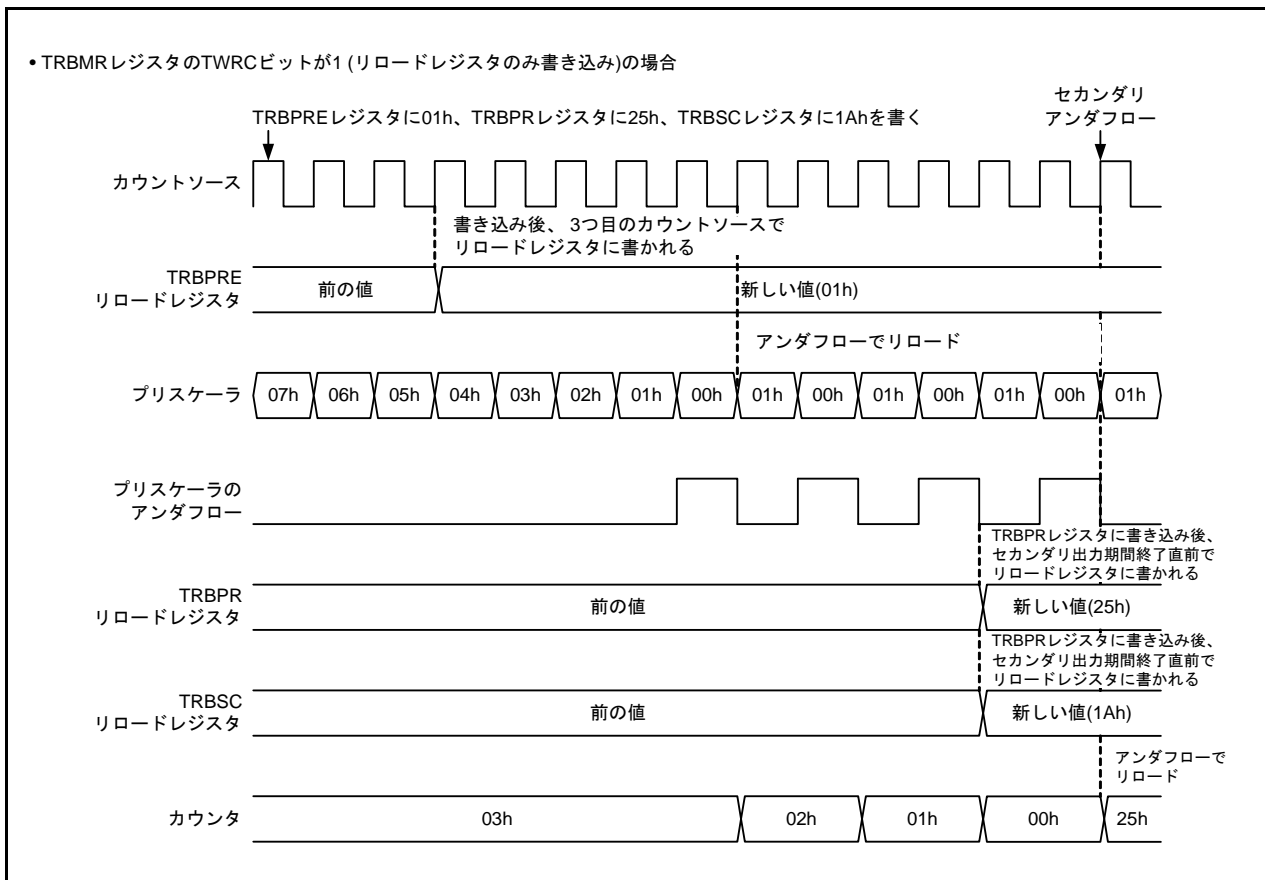 • TRBMRレジスタのTWRCビットが1 (リロードレジスタのみ書き込み)の場合
セカンダリ
アンダフロー
TRBPREレジスタに01h、TRBPRレジスタに25h、TRBSCレジスタに1Ahを書く
カウントソース
書き込み後、3つ目のカウントソースで
リロードレジスタに書かれる
TRBPRE
リロードレジスタ
前の値
新しい値(01h)
アンダフローでリロード
プリスケーラ
07h 06h 05h 04h 03h 02h 01h 00h 01h 00h 01h 00h 01h 00h 01h
プリスケーラの
アンダフロー
TRBPRレジスタに書き込み後、
セカンダリ出力期間終了直前で
リロードレジスタに書かれる
TRBPR
リロードレジスタ
前の値
新しい値(25h)
TRBPRレジスタに書き込み後、
セカンダリ出力期間終了直前で
リロードレジスタに書かれる
TRBSC
リロードレジスタ
前の値
新しい値(1Ah)
アンダフローで
リロード
カウンタ
03h 02h 01h 00h 25h